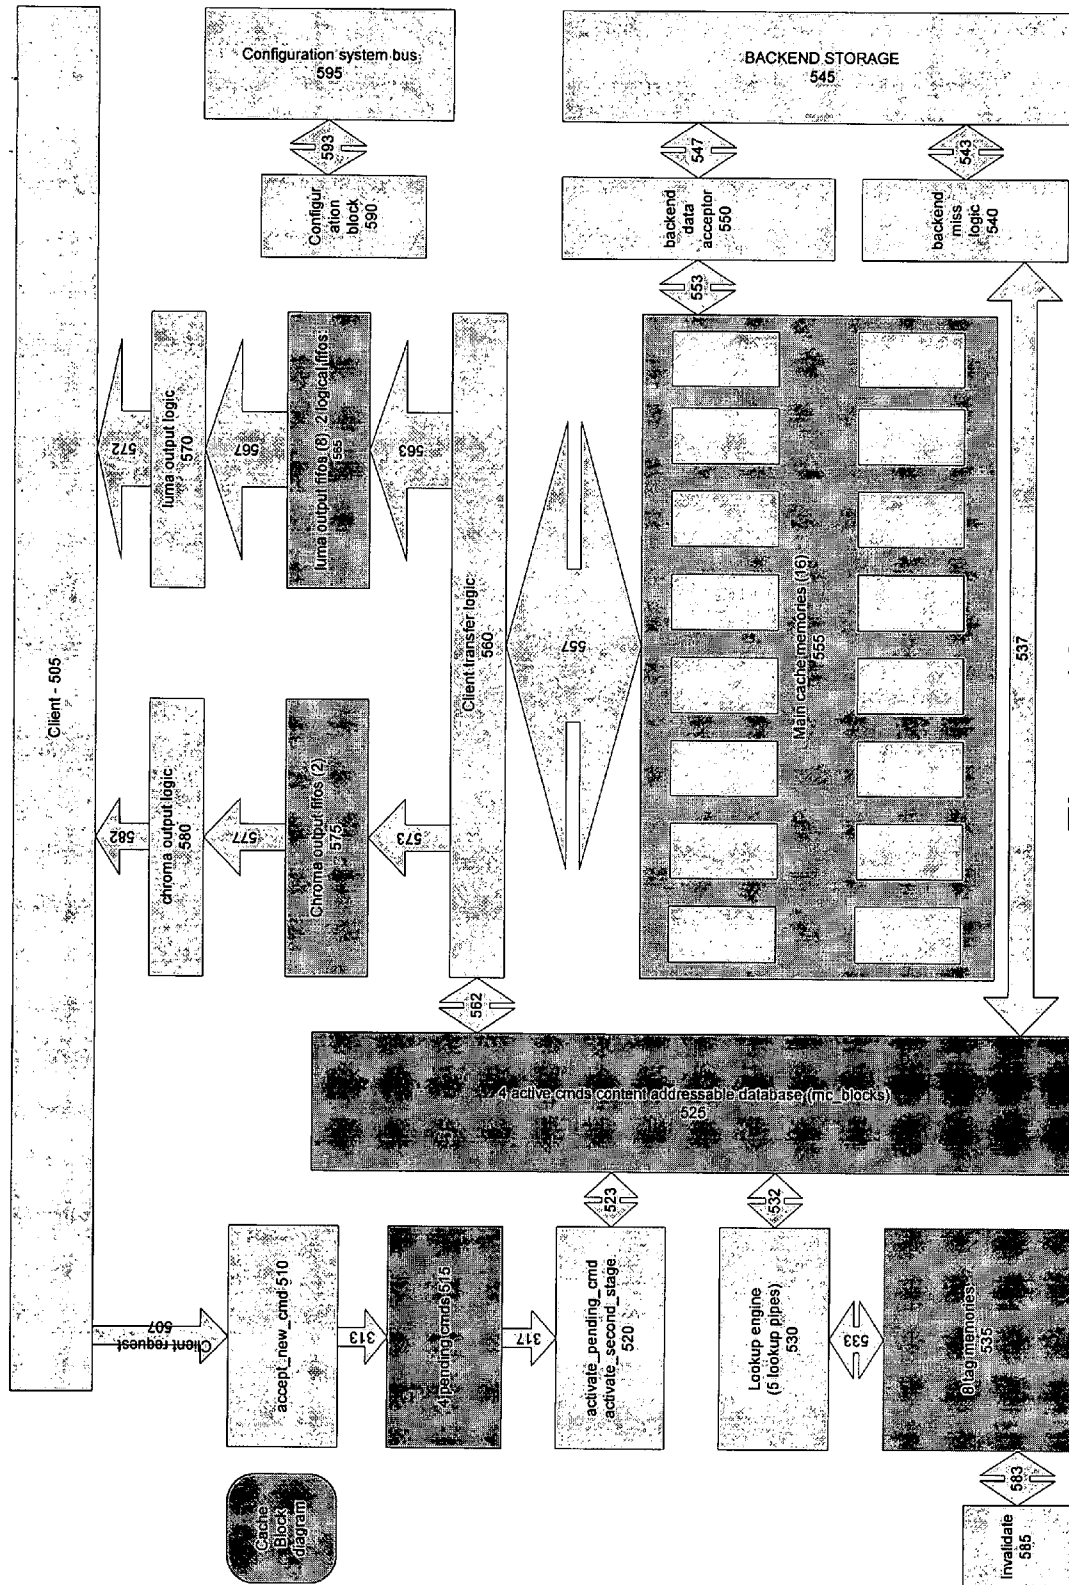 Cache
Block
diagram
Client - 505
Client request
507
accept_new_cmd 510
313
4 pending cmds 515
317
activate_pending_cmd
activate_second_stage
520
523
Lookup engine
(5 lookup pipes)
530
532
533
8 tag memories
535
583
Invalidate
585
4 active cmds content addressable database (mc_blocks)
525
562
537
582
chroma output logic
580
577
Chroma output fifos (2)
575
573
572
luma output logic
570
567
luma output fifos (8) 2 logical fifos
565
563
Client transfer logic
560
557
Main cache memories (16)
555
553
Configuration system bus
595
593
Configur
ation
block
590
BACKEND STORAGE
545
547
backend
data
acceptor
550
543
backend
miss
logic
540